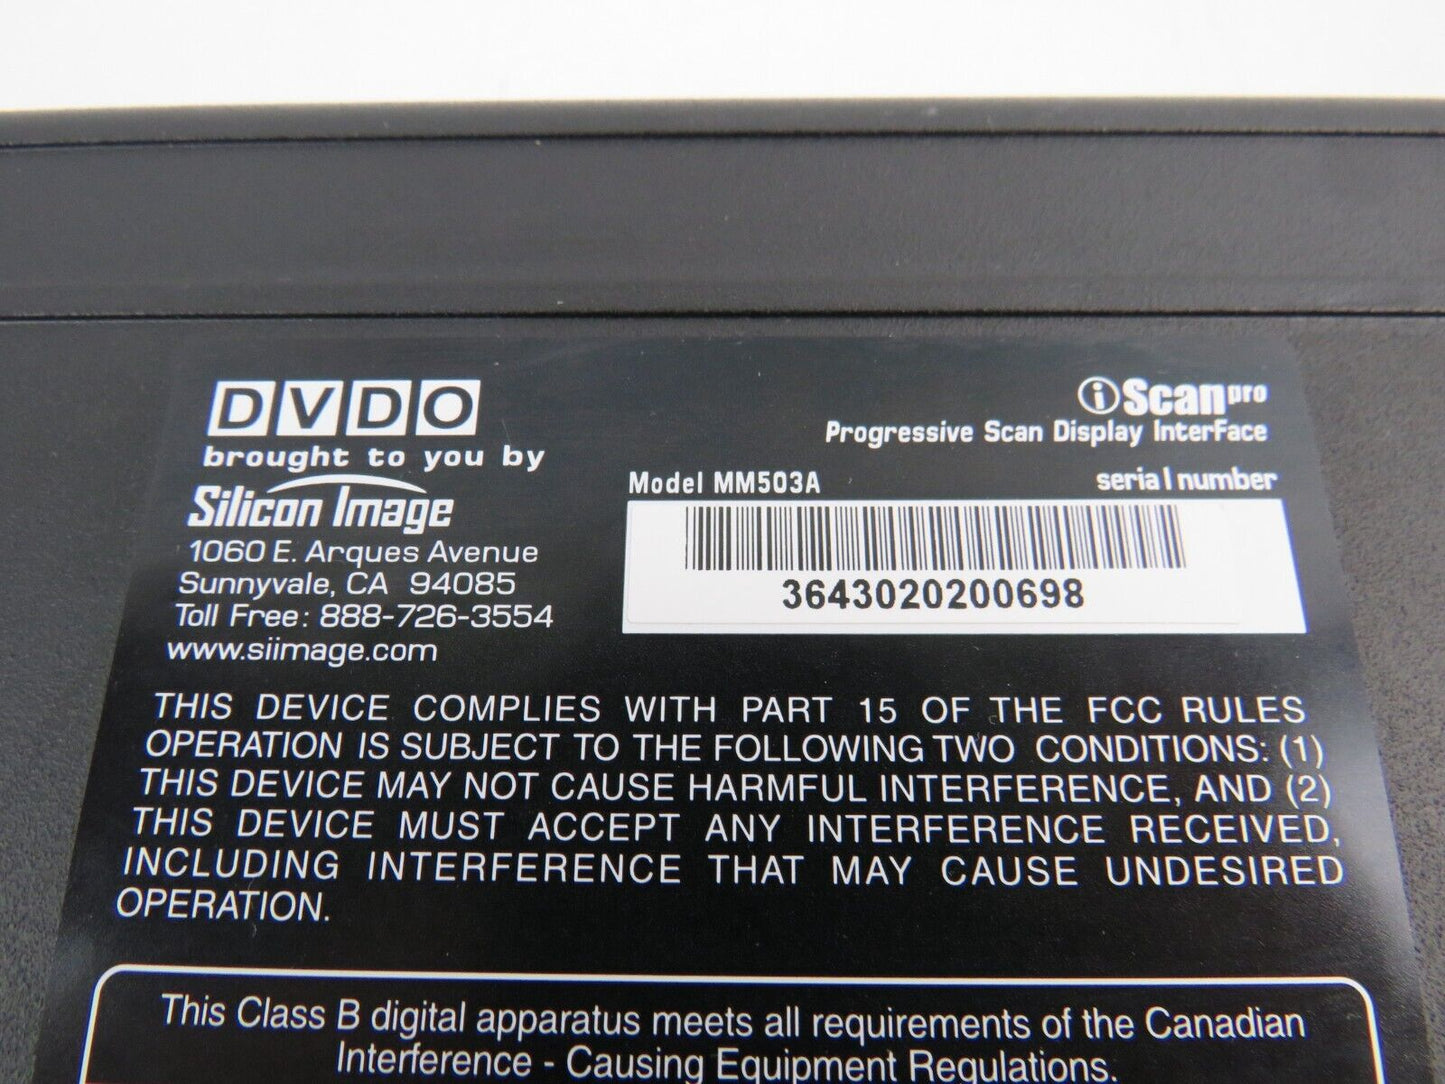 DVDO
brought to you by
Silicon Image
1060 E. Arques Avenue
Sunnyvale, CA 94085
Toll Free: 888-726-3554
www.siimage.com
iScan pro
Progressive Scan Display InterFace
Model MM503A
serial number
3643020200698
THIS DEVICE COMPLIES WITH PART 15 OF THE FCC RULES
OPERATION IS SUBJECT TO THE FOLLOWING TWO CONDITIONS: (1)
THIS DEVICE MAY NOT CAUSE HARMFUL INTERFERENCE, AND (2)
THIS DEVICE MUST ACCEPT ANY INTERFERENCE RECEIVED,
INCLUDING INTERFERENCE THAT MAY CAUSE UNDESIRED
OPERATION.
This Class B digital apparatus meets all requirements of the Canadian
Interference - Causing Equipment Regulations.